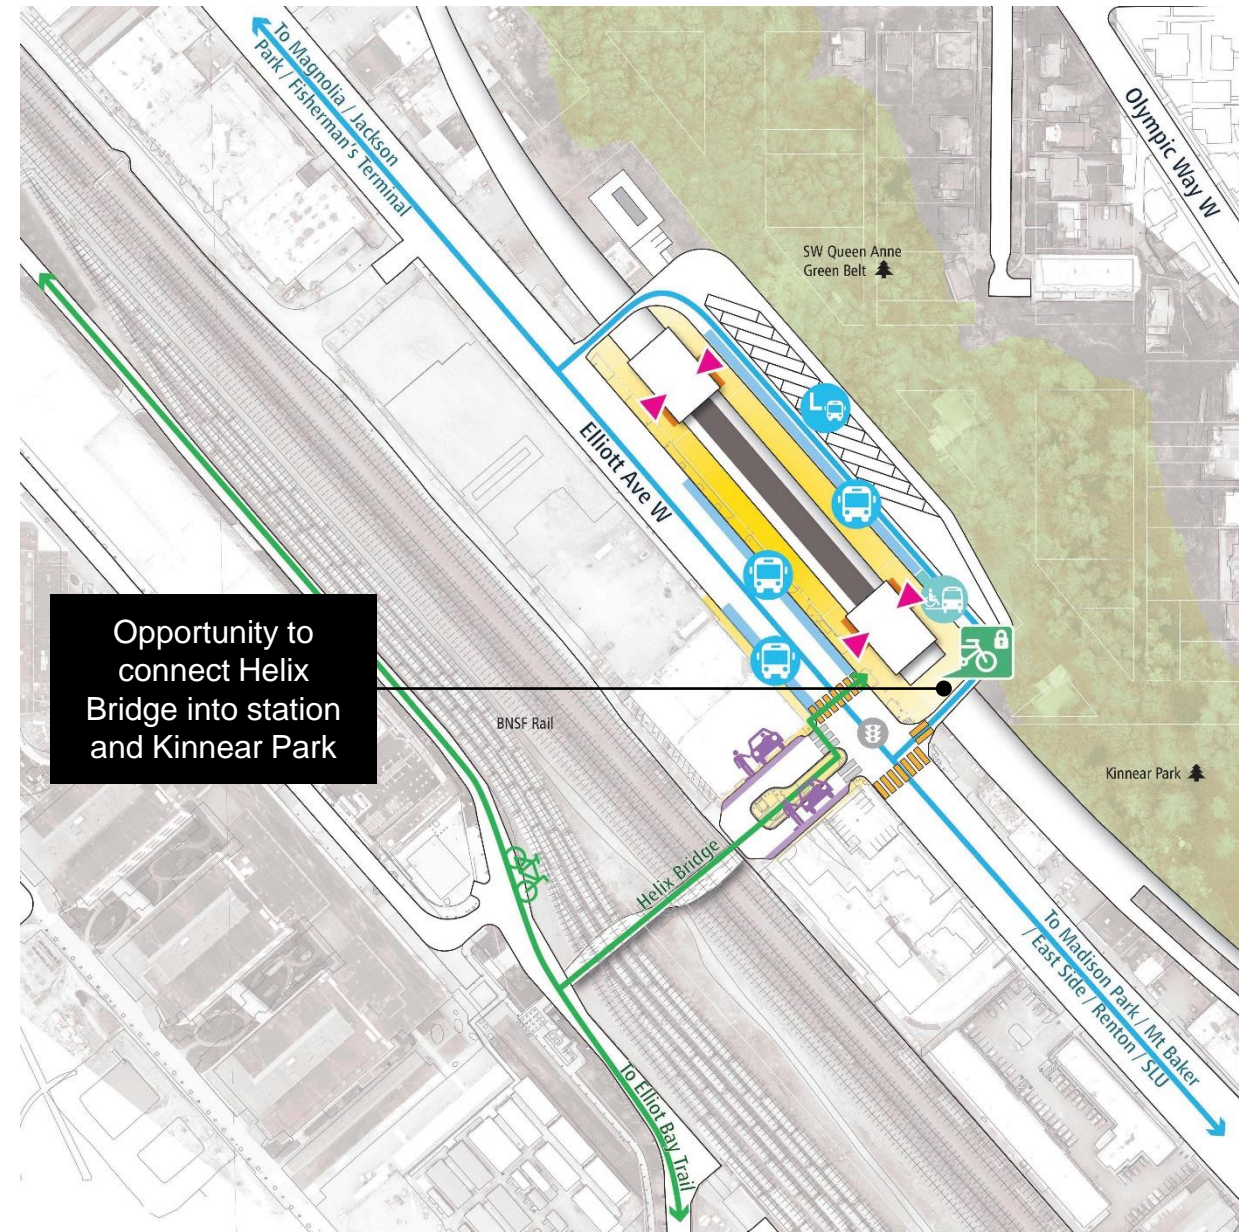 To Magnolia / Jackson
Park / Fisherman's Terminal
Olympic Way W
SW Queen Anne
Green Belt
L
Elliott Ave W
Opportunity to
connect Helix
Bridge into station
and Kinnear Park
BNSF Rail
Kinnear Park
Helix Bridge
To Madison Park / Mt Baker
/ East Side / Renton / SLU
To Elliot Bay Trail